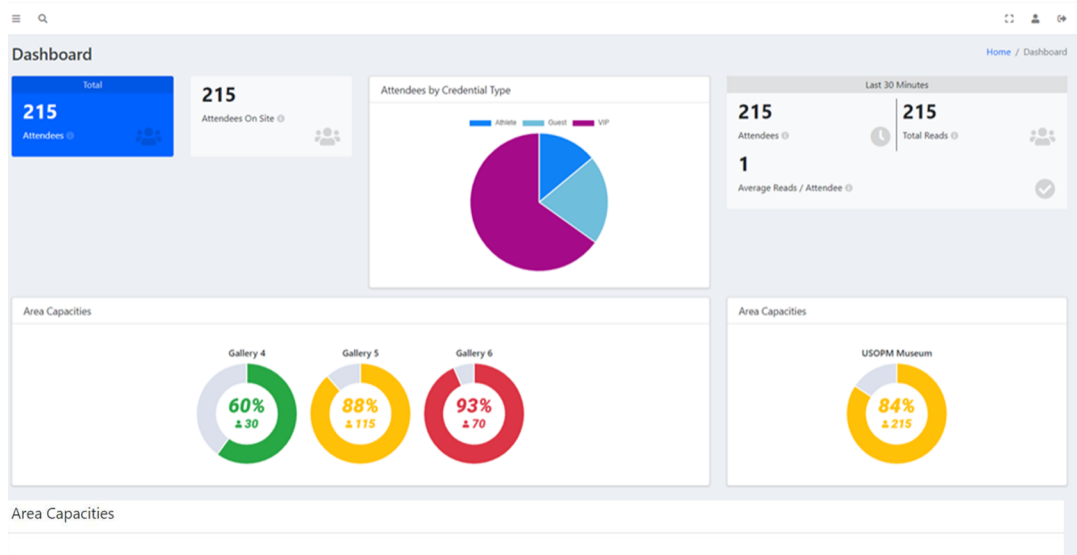 Dashboard
Home / Dashboard
Total
215
Attendees
215
Attendees On Site
Attendees by Credential Type
Athlete Guest VIP
Last 30 Minutes
215
Attendees
215
Total Reads
1
Average Reads / Attendee
Area Capacities
Gallery 4
60%
30
Gallery 5
88%
115
Gallery 6
93%
70
Area Capacities
USOPM Museum
84%
215
Area Capacities